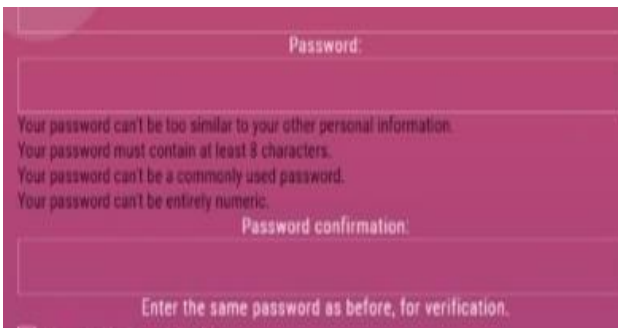 Password:
Your password can't be too similar to your other personal information.
Your password must contain at least 8 characters.
Your password can't be a commonly used password.
Your password can't be entirely numeric.
Password confirmation:
Enter the same password as before, for verification.